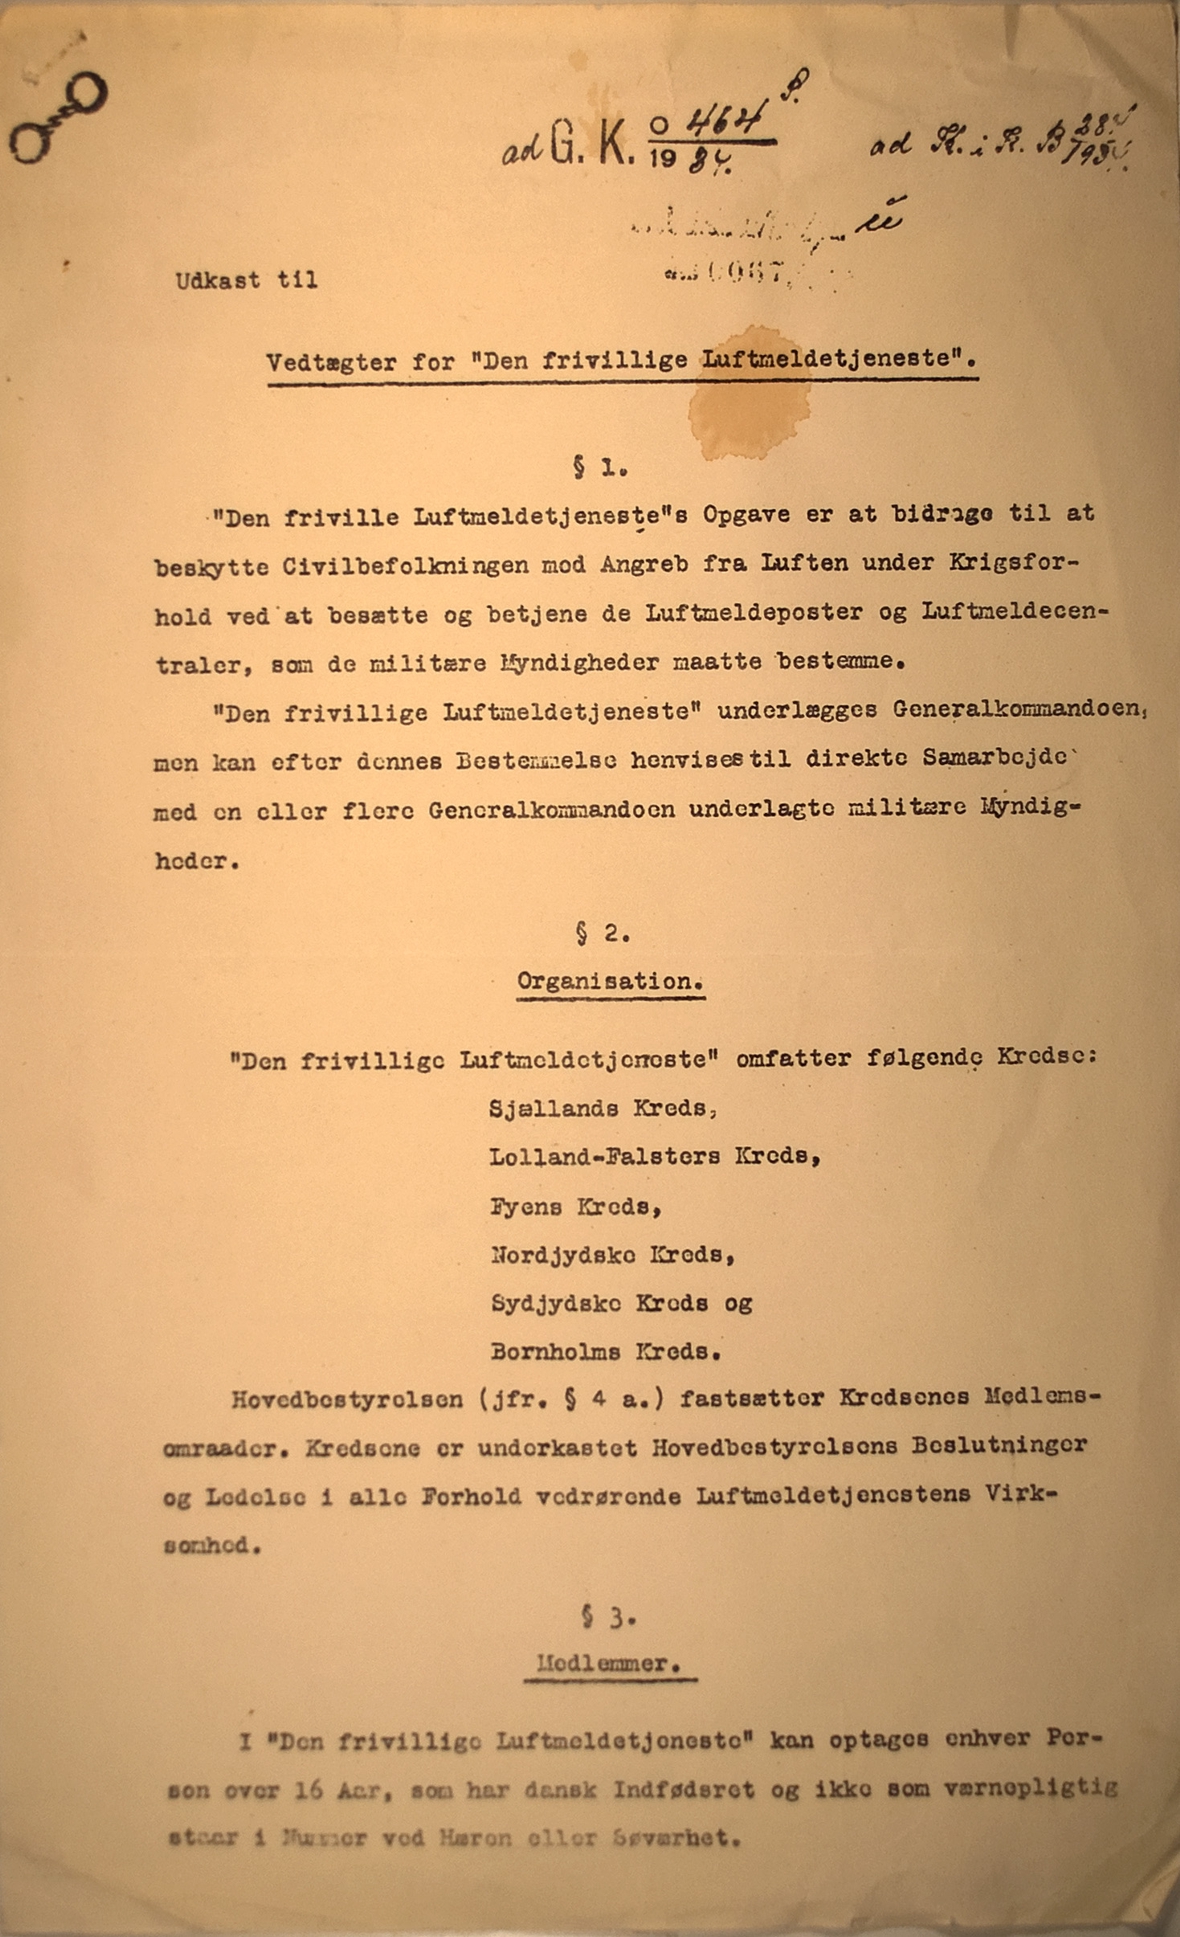 ad G. K. O 464
19 34.
ad K. i K. B
Udkast til
Vedtægter for "Den frivillige Luftmeldetjeneste".
§ 1.
"Den friville Luftmeldetjeneste"s Opgave er at bidrage til at
beskytte Civilbefolkningen mod Angreb fra Luften under Krigsfor-
hold ved at besætte og betjene de Luftmeldeposter og Luftmeldecen-
traler, som de militære Myndigheder maatte bestemme.
"Den frivillige Luftmeldetjeneste" underlægges Generalkommandoen,
men kan efter dennes Bestemmelse henvises til direkte Samarbejde
med en eller flere Generalkommandoen underlagte militære Myndig-
heder.
§ 2.
Organisation.
"Den frivillige Luftmeldetjeneste" omfatter følgende Kredse:
Sjællands Kreds,
Lolland-Falsters Kreds,
Fyens Kreds,
Nordjydske Kreds,
Sydjydske Kreds og
Bornholms Kreds.
Hovedbestyrelsen (jfr. § 4 a.) fastsætter Kredsenes Medlems-
omraader. Kredsene er underkastet Hovedbestyrelsens Beslutninger
og Ledelse i alle Forhold vedrørende Luftmeldetjenestens Virk-
somhed.
§ 3.
Medlemmer.
I "Den frivillige Luftmeldetjeneste" kan optages enhver Per-
son over 16 Aar, som har dansk Indfødsret og ikke som værnepligtig
staar i Nummer ved Hæren eller Søværnet.